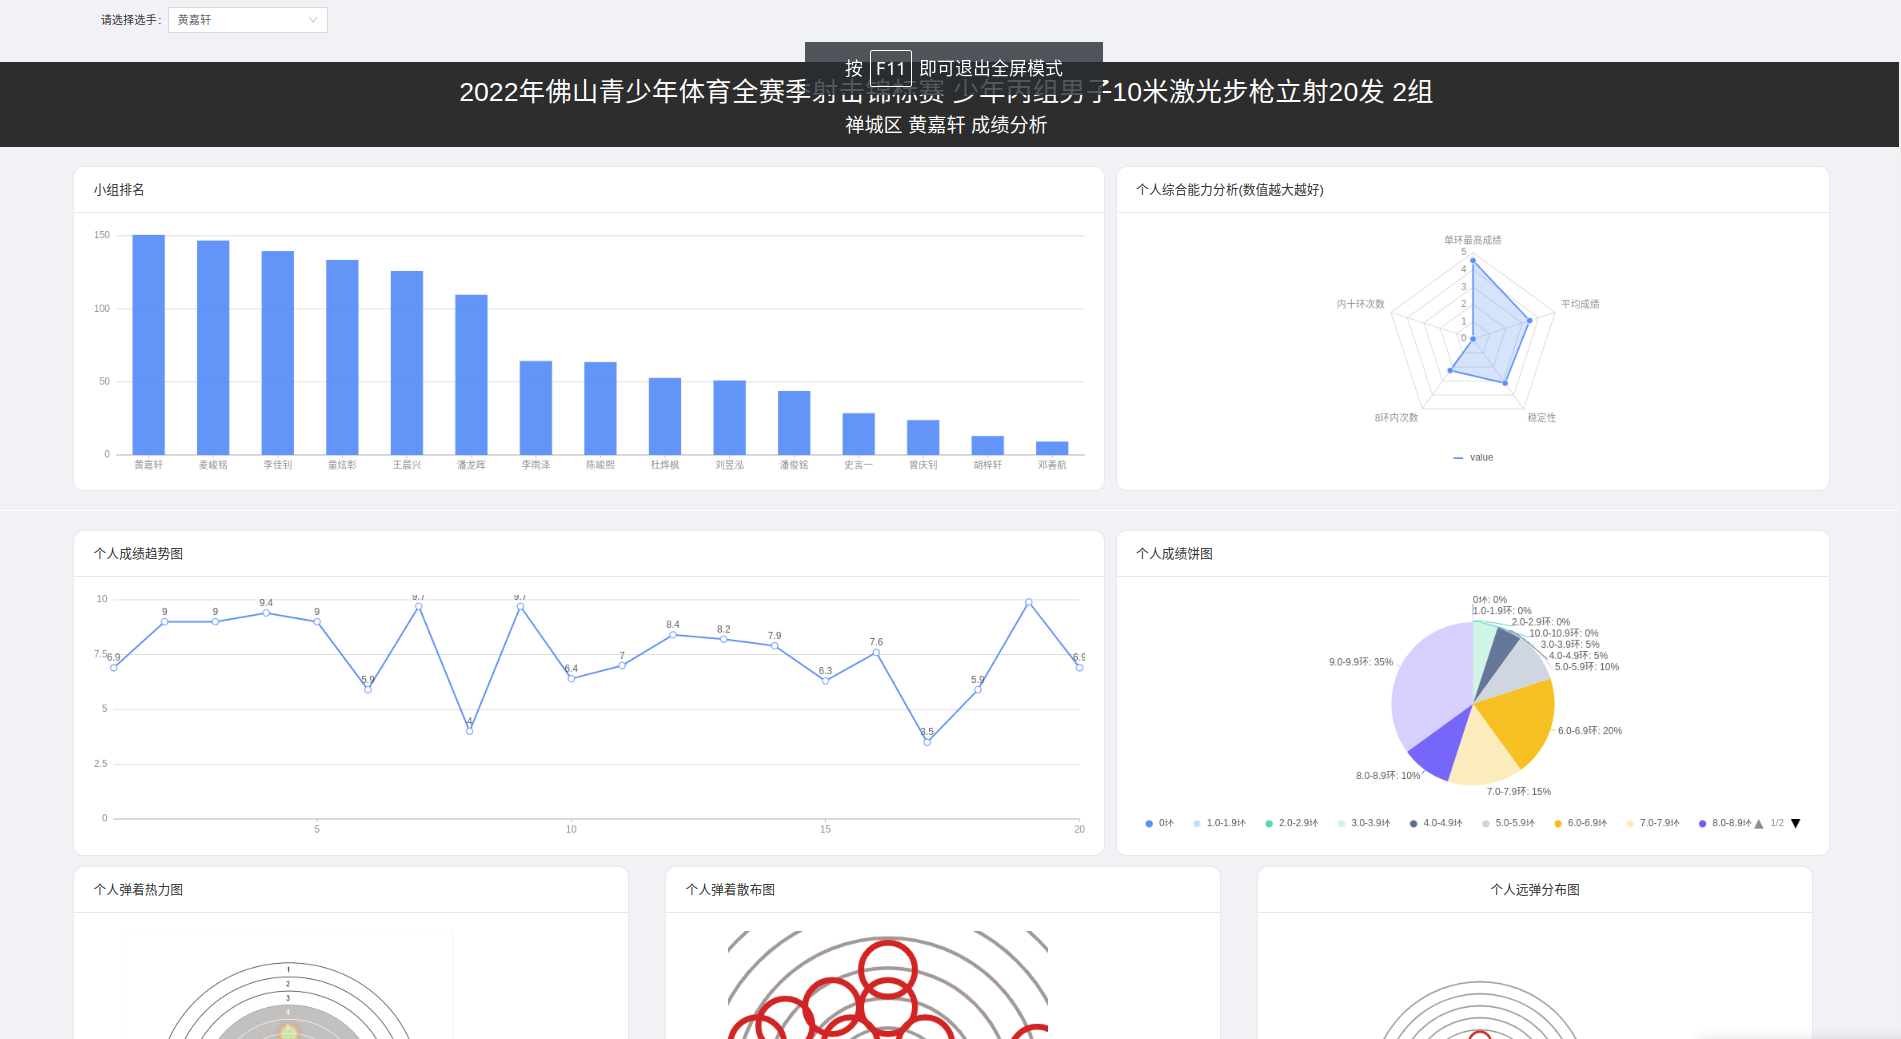 请选择选手: 黄嘉轩
按 F11 即可退出全屏模式
2022年佛山青少年体育全赛季射击锦标赛 少年丙组男子10米激光步枪立射20发 2组
禅城区 黄嘉轩 成绩分析
小组排名
150
100
50
0
黄嘉轩 麦峻铭 李佳钊 童炫彰 王晨兴 潘龙晖 李雨泽 陈峻熙 杜烨枫 刘昱泓 潘俊铭 史言一 曾庆钊 胡梓轩 邓善航
个人综合能力分析(数值越大越好)
单环最高成绩
5
4
3
2
1
0
内十环次数
平均成绩
8环内次数
稳定性
value
个人成绩趋势图
10
7.5
5
2.5
0
6.9 9 9 9.4 9 5.9 9.7 4 9.7 6.4 7 8.4 8.2 7.9 6.3 7.6 3.5 5.9 6.9
5 10 15 20
个人成绩饼图
0环: 0%
1.0-1.9环: 0%
2.0-2.9环: 0%
10.0-10.9环: 0%
3.0-3.9环: 5%
4.0-4.9环: 5%
5.0-5.9环: 10%
9.0-9.9环: 35%
6.0-6.9环: 20%
8.0-8.9环: 10%
7.0-7.9环: 15%
0环 1.0-1.9环 2.0-2.9环 3.0-3.9环 4.0-4.9环 5.0-5.9环 6.0-6.9环 7.0-7.9环 8.0-8.9环 1/2
个人弹着热力图
1
2
3
4
个人弹着散布图
个人远弹分布图